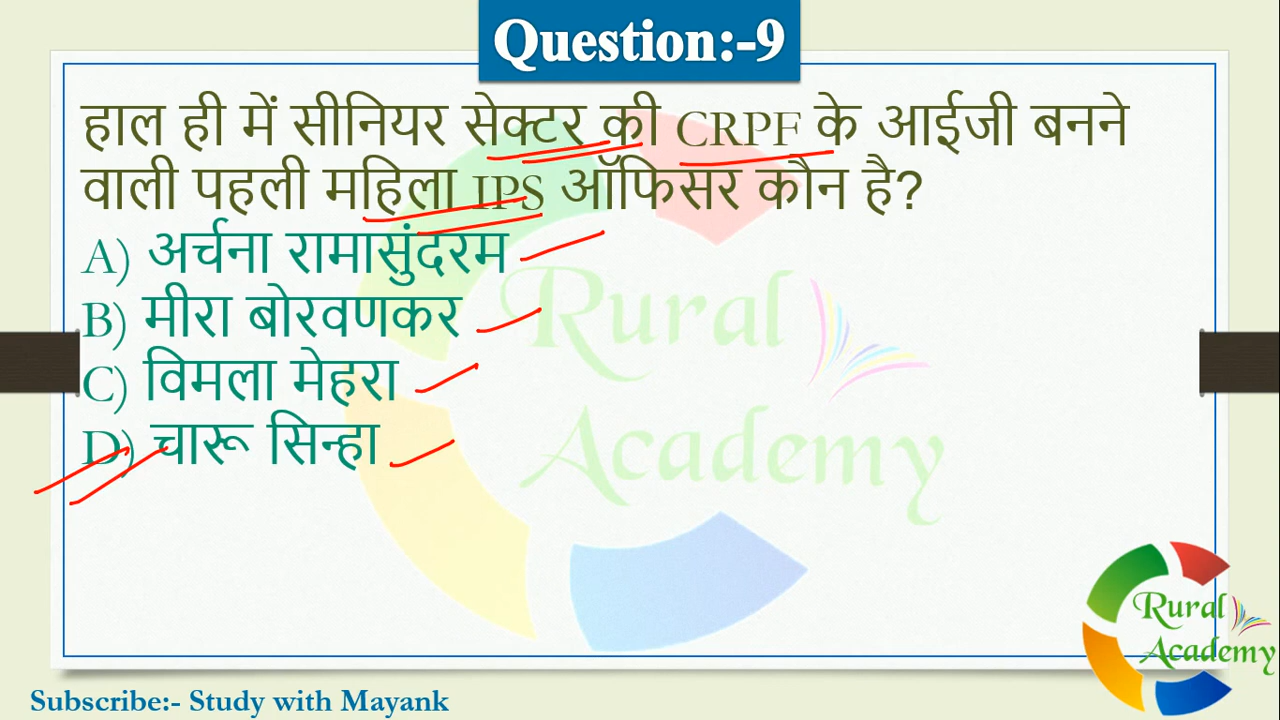 Question:-9
हाल ही में सीनियर सेक्टर की CRPF के आईजी बनने
वाली पहली महिला IPS ऑफिसर कौन है?
A) अर्चना रामासुंदरम
B) मीरा बोरवणकर
C) विमला मेहरा
D) चारू सिन्हा
Rural
Academy
Rural
Academy
Subscribe:- Study with Mayank